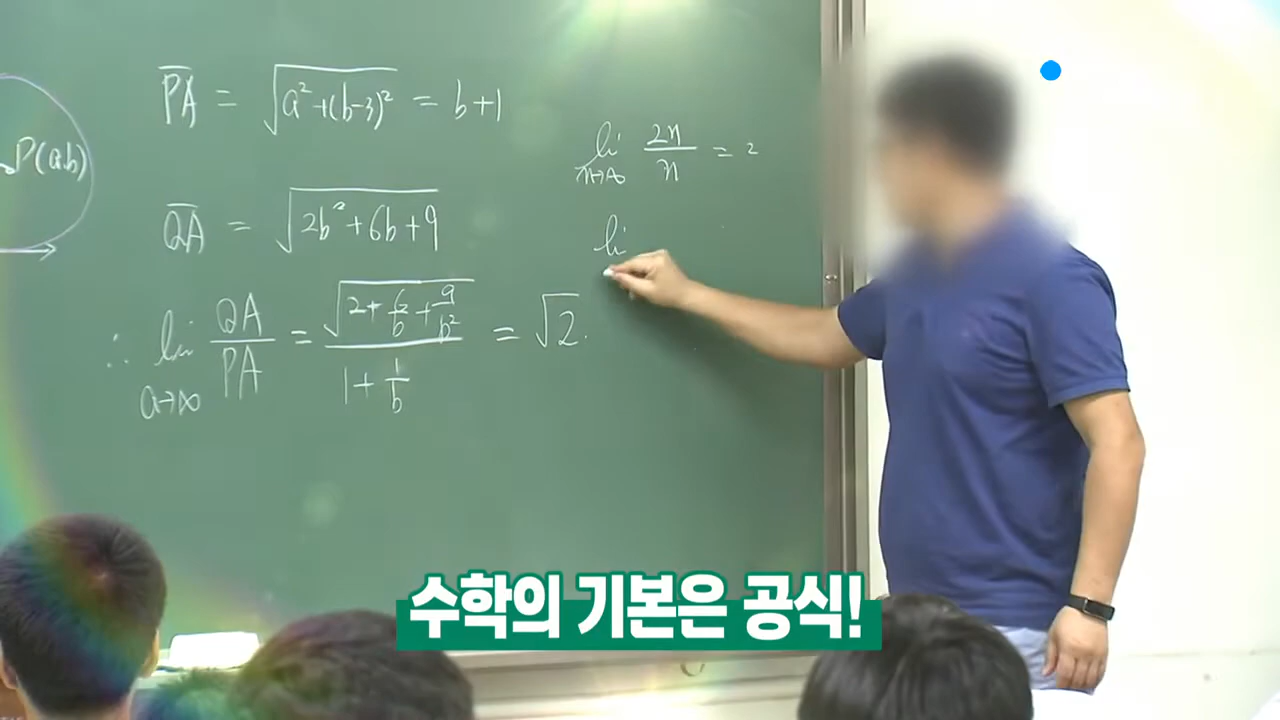 P(a,b)
PA = √(a²+(b-3)²) = b+1
QA = √(2b²+6b+9)
∴ lim a→∞ QA/PA = √(2+6/b+9/b²) / (1+1/b) = √2.
lim n→∞ 2n/n = 2
li
수학의 기본은 공식!